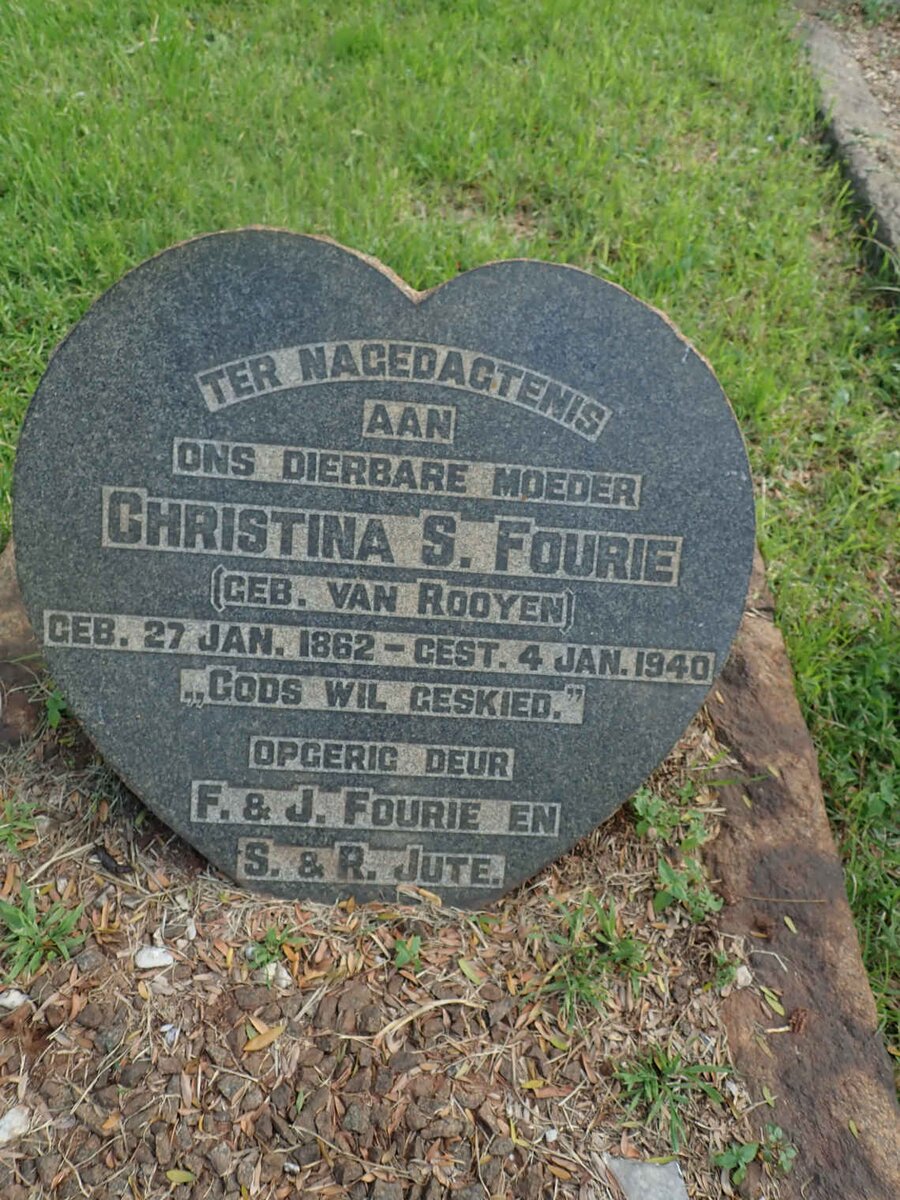 TER NAGEDAGTENIS
AAN
ONS DIERBARE MOEDER
CHRISTINA S. FOURIE
(GEB. VAN ROOYEN)
GEB. 27 JAN. 1862 – GEST. 4 JAN. 1940
„GODS WIL GESKIED.”
OPGERIG DEUR
F. & J. FOURIE EN
S. & R. JUTE.